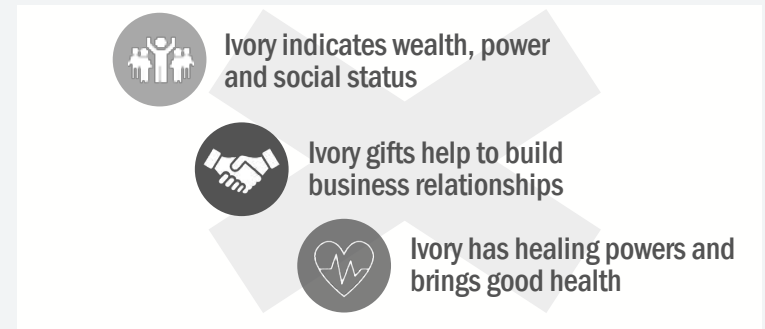 Ivory indicates wealth, power
and social status
Ivory gifts help to build
business relationships
Ivory has healing powers and
brings good health